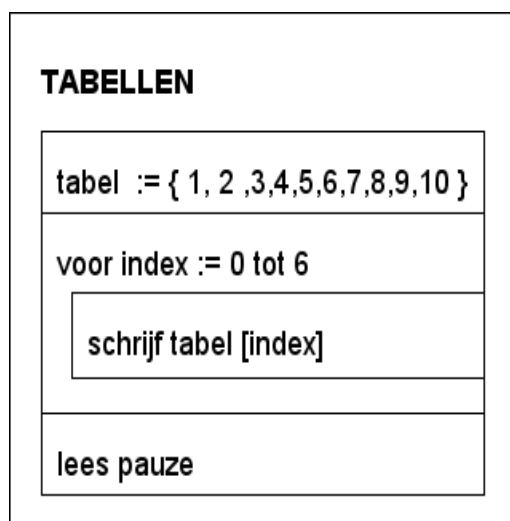 TABELLEN
tabel := { 1, 2 ,3,4,5,6,7,8,9,10 }
voor index := 0 tot 6
schrijf tabel [index]
lees pauze